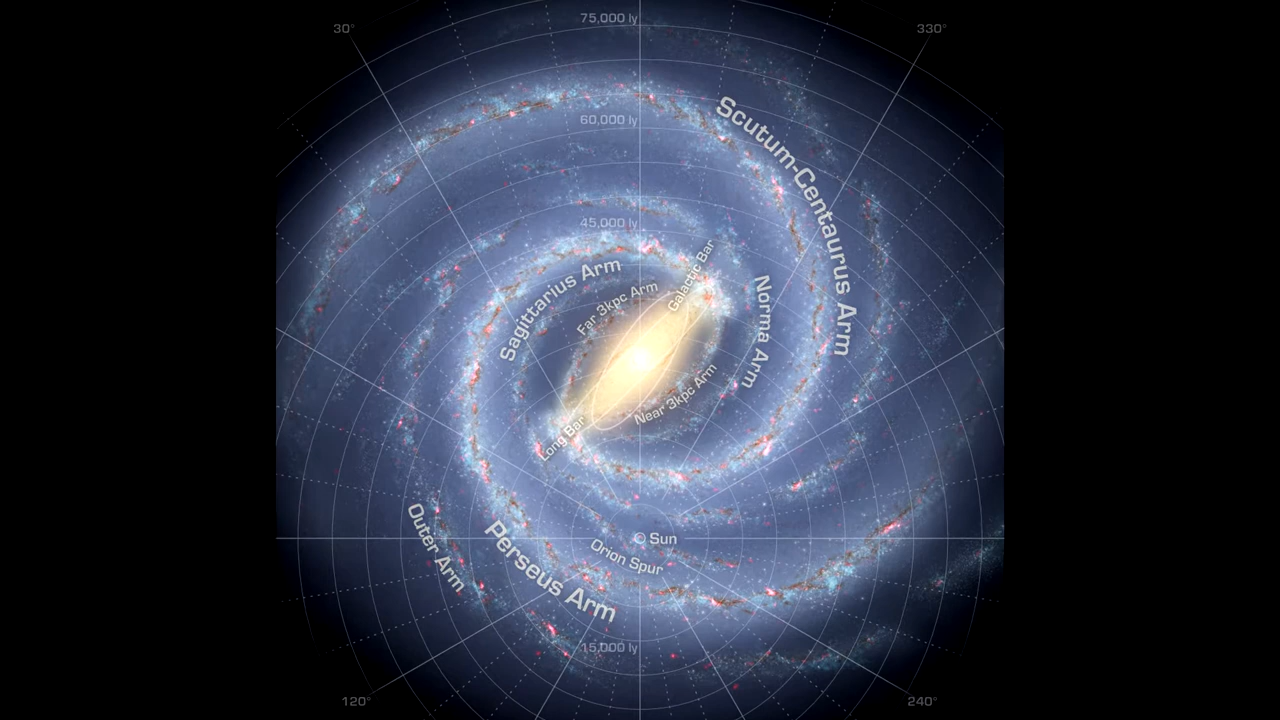 75,000 ly
30°
330°
Scutum-Centaurus Arm
60,000 ly
45,000 ly
Sagittarius Arm
Far 3kpc Arm
Galactic Bar
Norma Arm
Near 3kpc Arm
Long Bar
Outer Arm
Perseus Arm
Sun
Orion Spur
15,000 ly
120°
240°